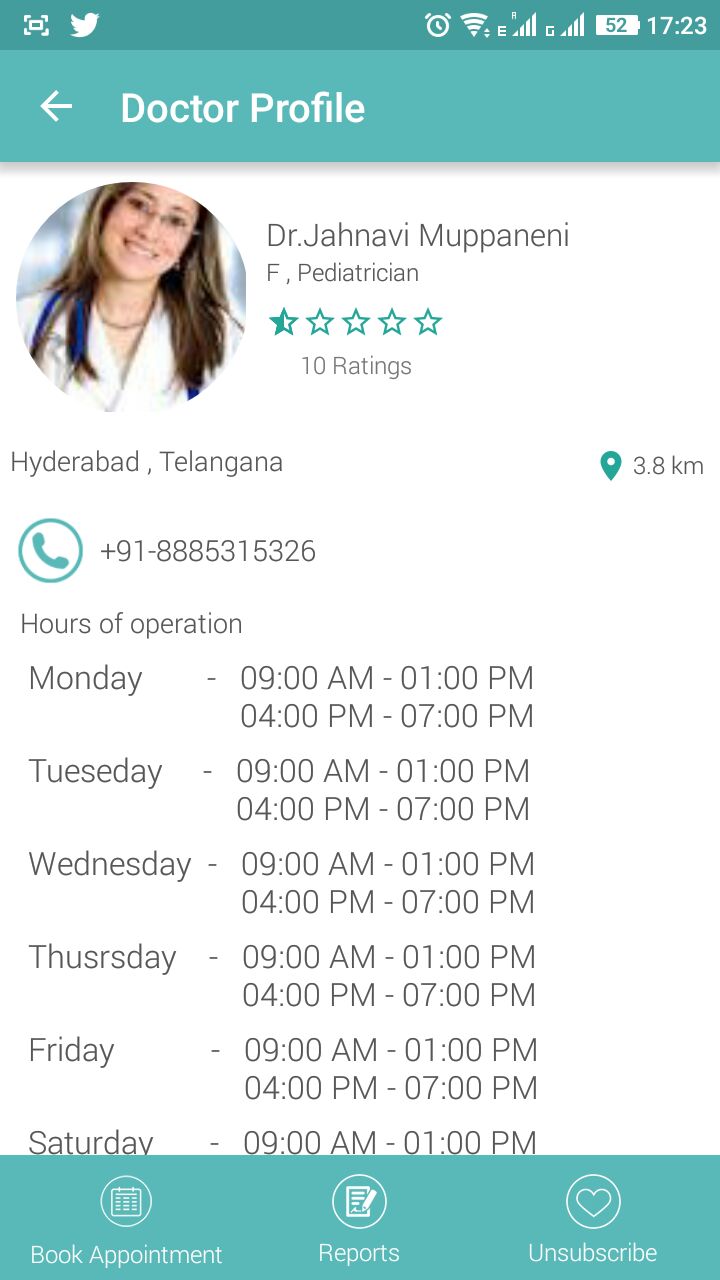 52 17:23
Doctor Profile
Dr.Jahnavi Muppaneni
F , Pediatrician
10 Ratings
Hyderabad , Telangana
3.8 km
+91-8885315326
Hours of operation
Monday - 09:00 AM - 01:00 PM
04:00 PM - 07:00 PM
Tueseday - 09:00 AM - 01:00 PM
04:00 PM - 07:00 PM
Wednesday - 09:00 AM - 01:00 PM
04:00 PM - 07:00 PM
Thusrsday - 09:00 AM - 01:00 PM
04:00 PM - 07:00 PM
Friday - 09:00 AM - 01:00 PM
04:00 PM - 07:00 PM
Saturday - 09:00 AM - 01:00 PM
Book Appointment
Reports
Unsubscribe